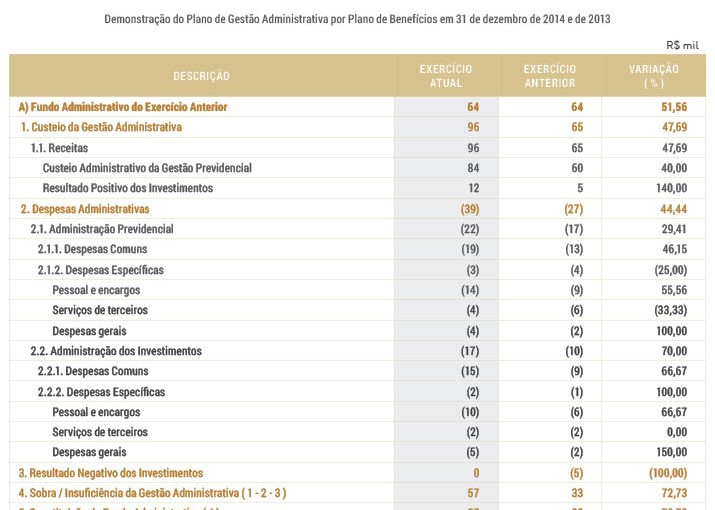 Demonstração do Plano de Gestão Administrativa por Plano de Benefícios em 31 de dezembro de 2014 e de 2013
R$ mil
DESCRIÇÃO EXERCÍCIO ATUAL EXERCÍCIO ANTERIOR VARIAÇÃO ( % )
A) Fundo Administrativo do Exercício Anterior 64 64 51,56
1. Custeio da Gestão Administrativa 96 65 47,69
1.1. Receitas 96 65 47,69
Custeio Administrativo da Gestão Previdencial 84 60 40,00
Resultado Positivo dos Investimentos 12 5 140,00
2. Despesas Administrativas (39) (27) 44,44
2.1. Administração Previdencial (22) (17) 29,41
2.1.1. Despesas Comuns (19) (13) 46,15
2.1.2. Despesas Específicas (3) (4) (25,00)
Pessoal e encargos (14) (9) 55,56
Serviços de terceiros (4) (6) (33,33)
Despesas gerais (4) (2) 100,00
2.2. Administração dos Investimentos (17) (10) 70,00
2.2.1. Despesas Comuns (15) (9) 66,67
2.2.2. Despesas Específicas (2) (1) 100,00
Pessoal e encargos (10) (6) 66,67
Serviços de terceiros (2) (2) 0,00
Despesas gerais (5) (2) 150,00
3. Resultado Negativo dos Investimentos 0 (5) (100,00)
4. Sobra / Insuficiência da Gestão Administrativa ( 1 - 2 - 3 ) 57 33 72,73